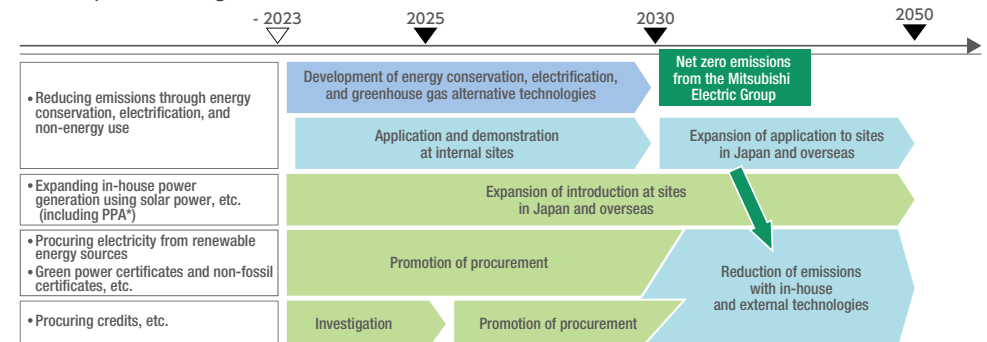 - 2023
2025
2030
2050
Net zero emissions
from the Mitsubishi
Electric Group
• Reducing emissions through energy
conservation, electrification, and
non-energy use
Development of energy conservation, electrification,
and greenhouse gas alternative technologies
Application and demonstration
at internal sites
Expansion of application to sites
in Japan and overseas
• Expanding in-house power
generation using solar power, etc.
(including PPA*)
Expansion of introduction at sites
in Japan and overseas
• Procuring electricity from renewable
energy sources
• Green power certificates and non-fossil
certificates, etc.
Promotion of procurement
Reduction of emissions
with in-house
and external technologies
• Procuring credits, etc.
Investigation
Promotion of procurement